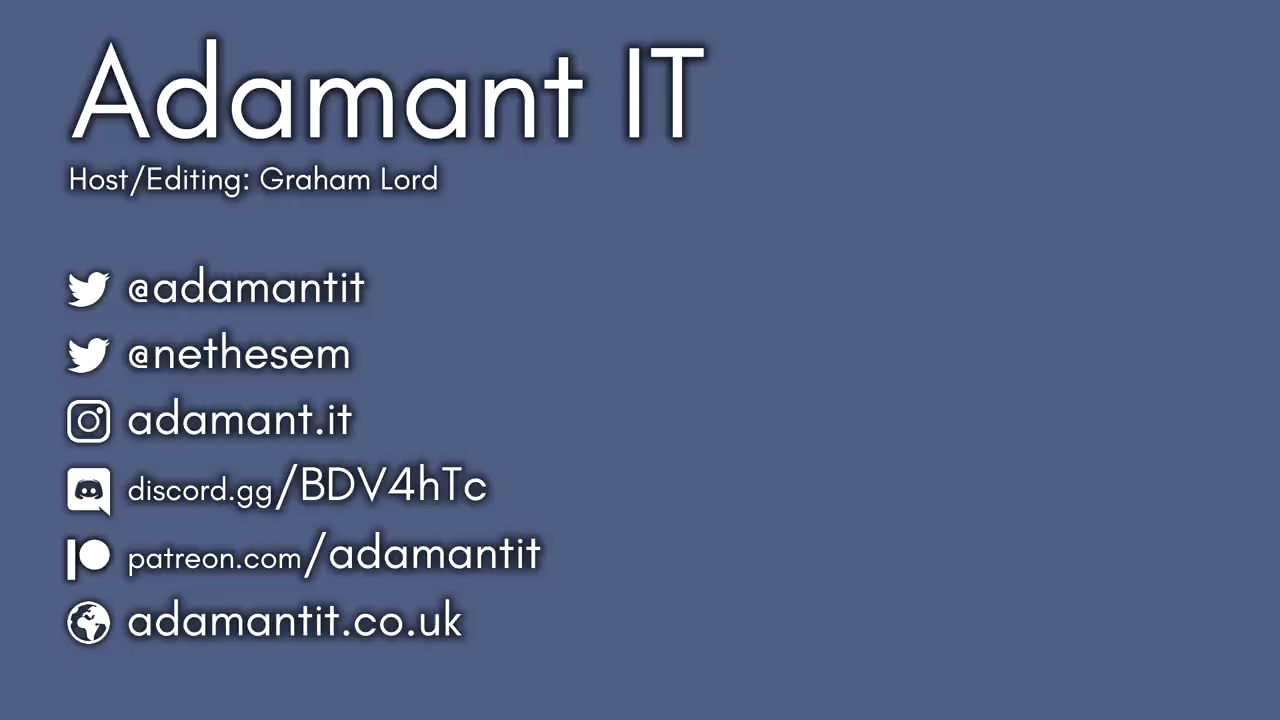 Adamant IT
Host/Editing: Graham Lord
@adamantit
@nethesem
adamant.it
discord.gg/BDV4hTc
patreon.com/adamantit
adamantit.co.uk